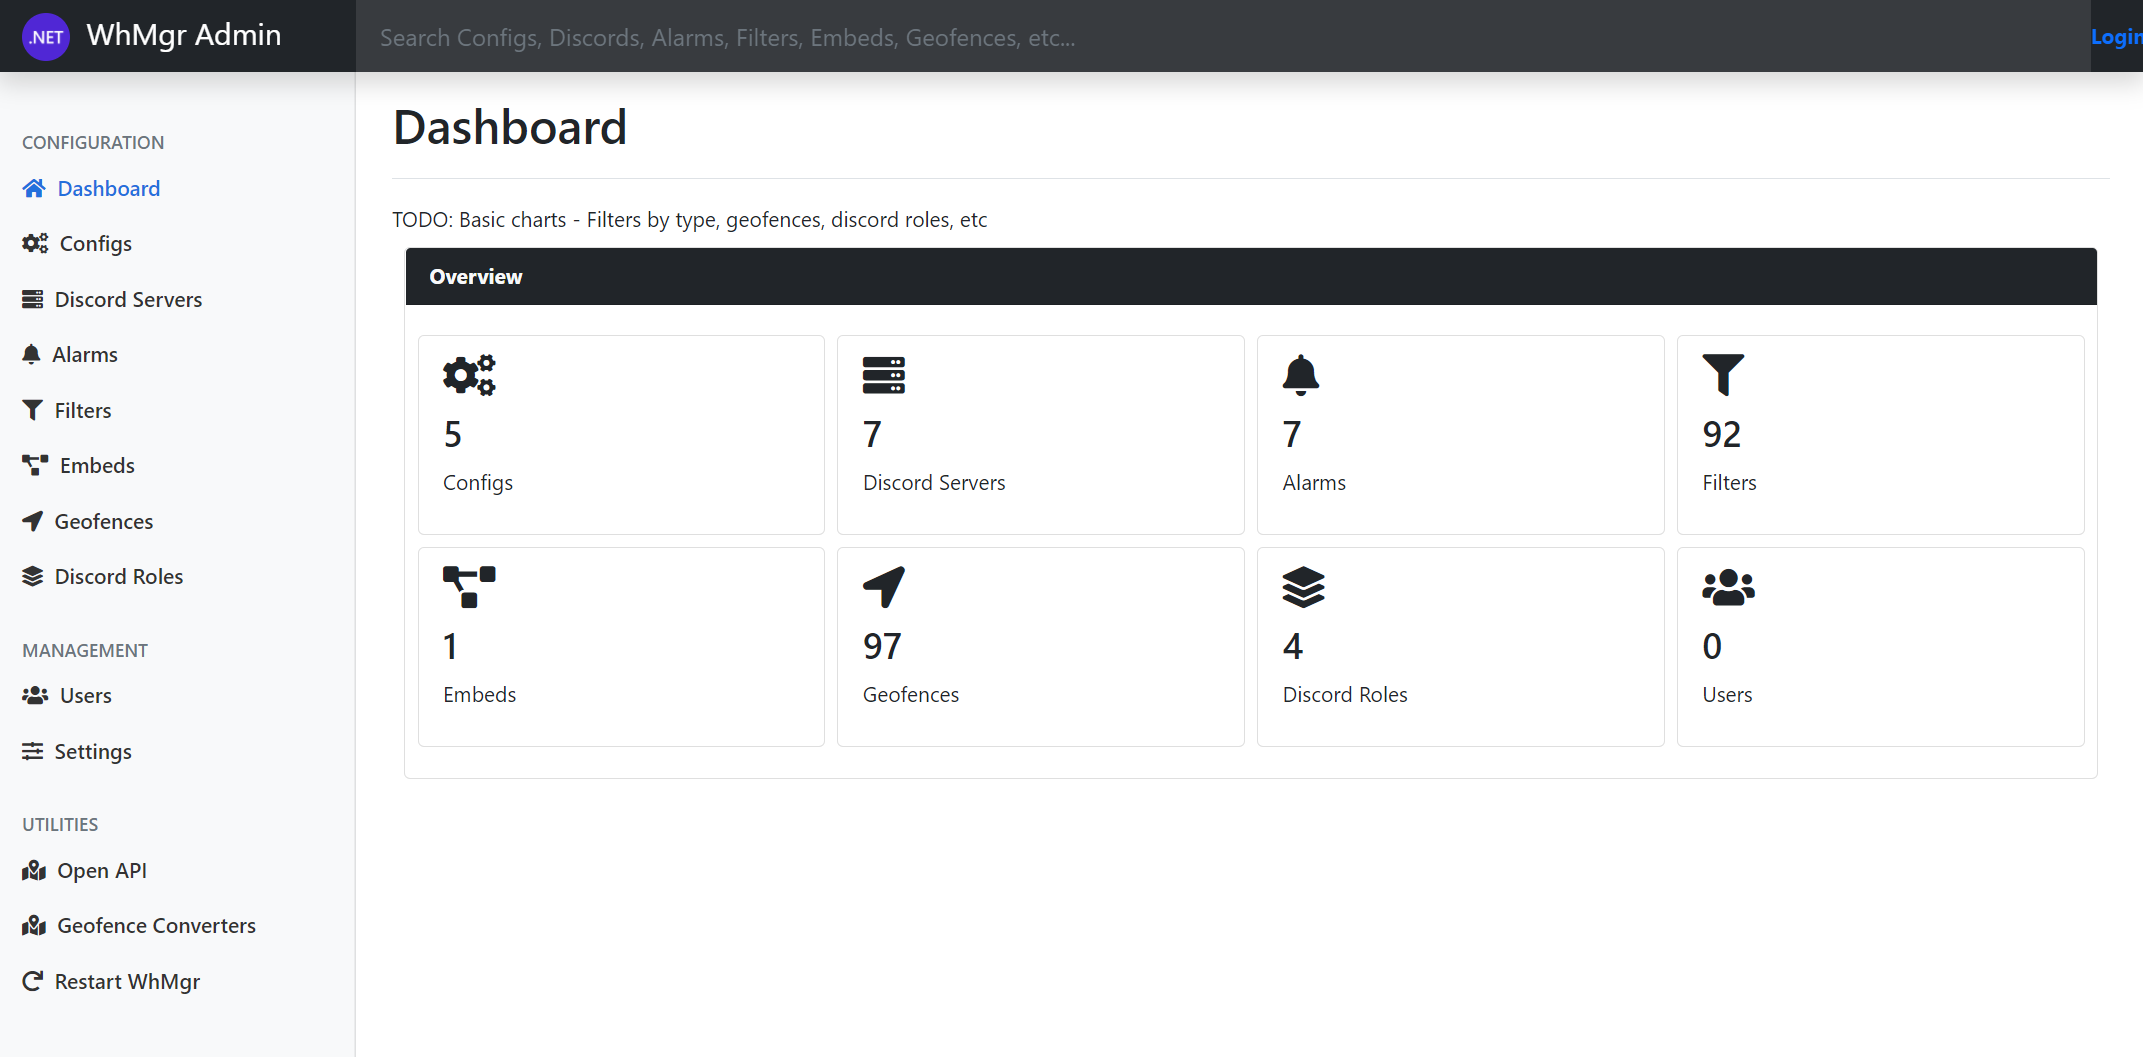 .NET WhMgr Admin
Search Configs, Discords, Alarms, Filters, Embeds, Geofences, etc...
Login
CONFIGURATION
Dashboard
Configs
Discord Servers
Alarms
Filters
Embeds
Geofences
Discord Roles
MANAGEMENT
Users
Settings
UTILITIES
Open API
Geofence Converters
Restart WhMgr
Dashboard
TODO: Basic charts - Filters by type, geofences, discord roles, etc
Overview
5
Configs
7
Discord Servers
7
Alarms
92
Filters
1
Embeds
97
Geofences
4
Discord Roles
0
Users